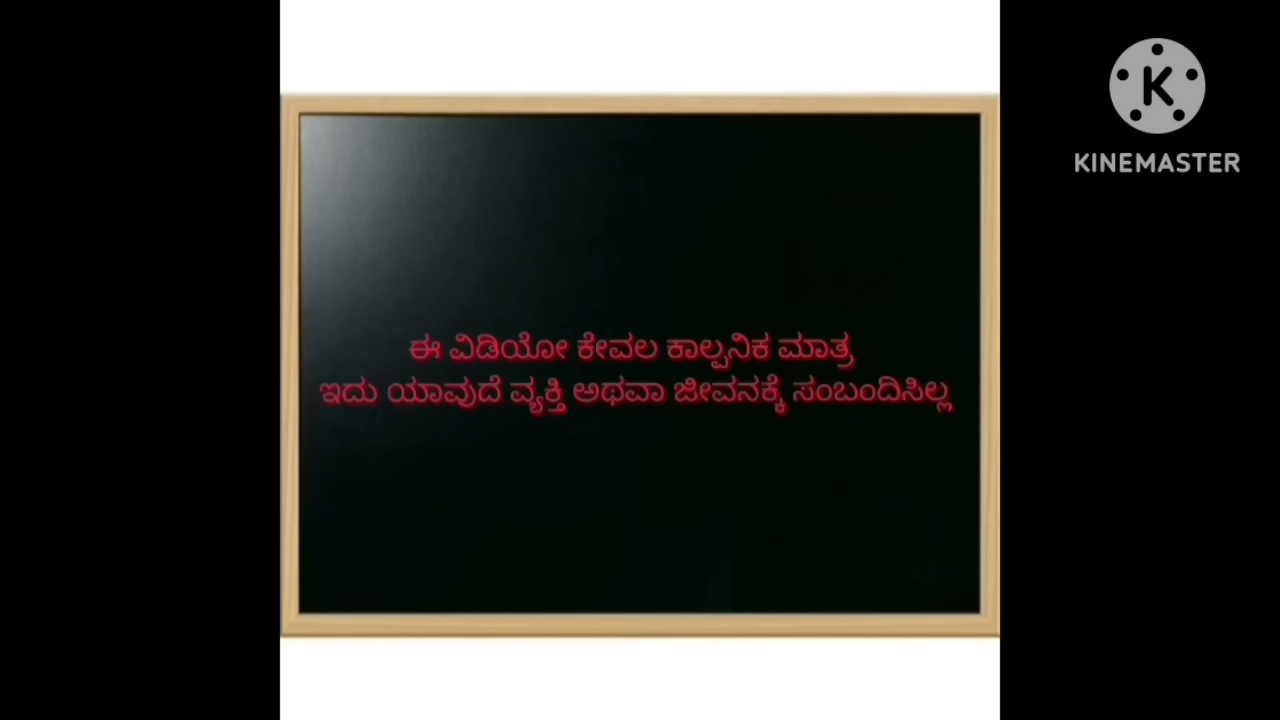 KINEMASTER
ಈ ವಿಡಿಯೋ ಕೇವಲ ಕಾಲ್ಪನಿಕ ಮಾತ್ರ
ಇದು ಯಾವುದೆ ವ್ಯಕ್ತಿ ಅಥವಾ ಜೀವನಕ್ಕೆ ಸಂಬಂದಿಸಿಲ್ಲ